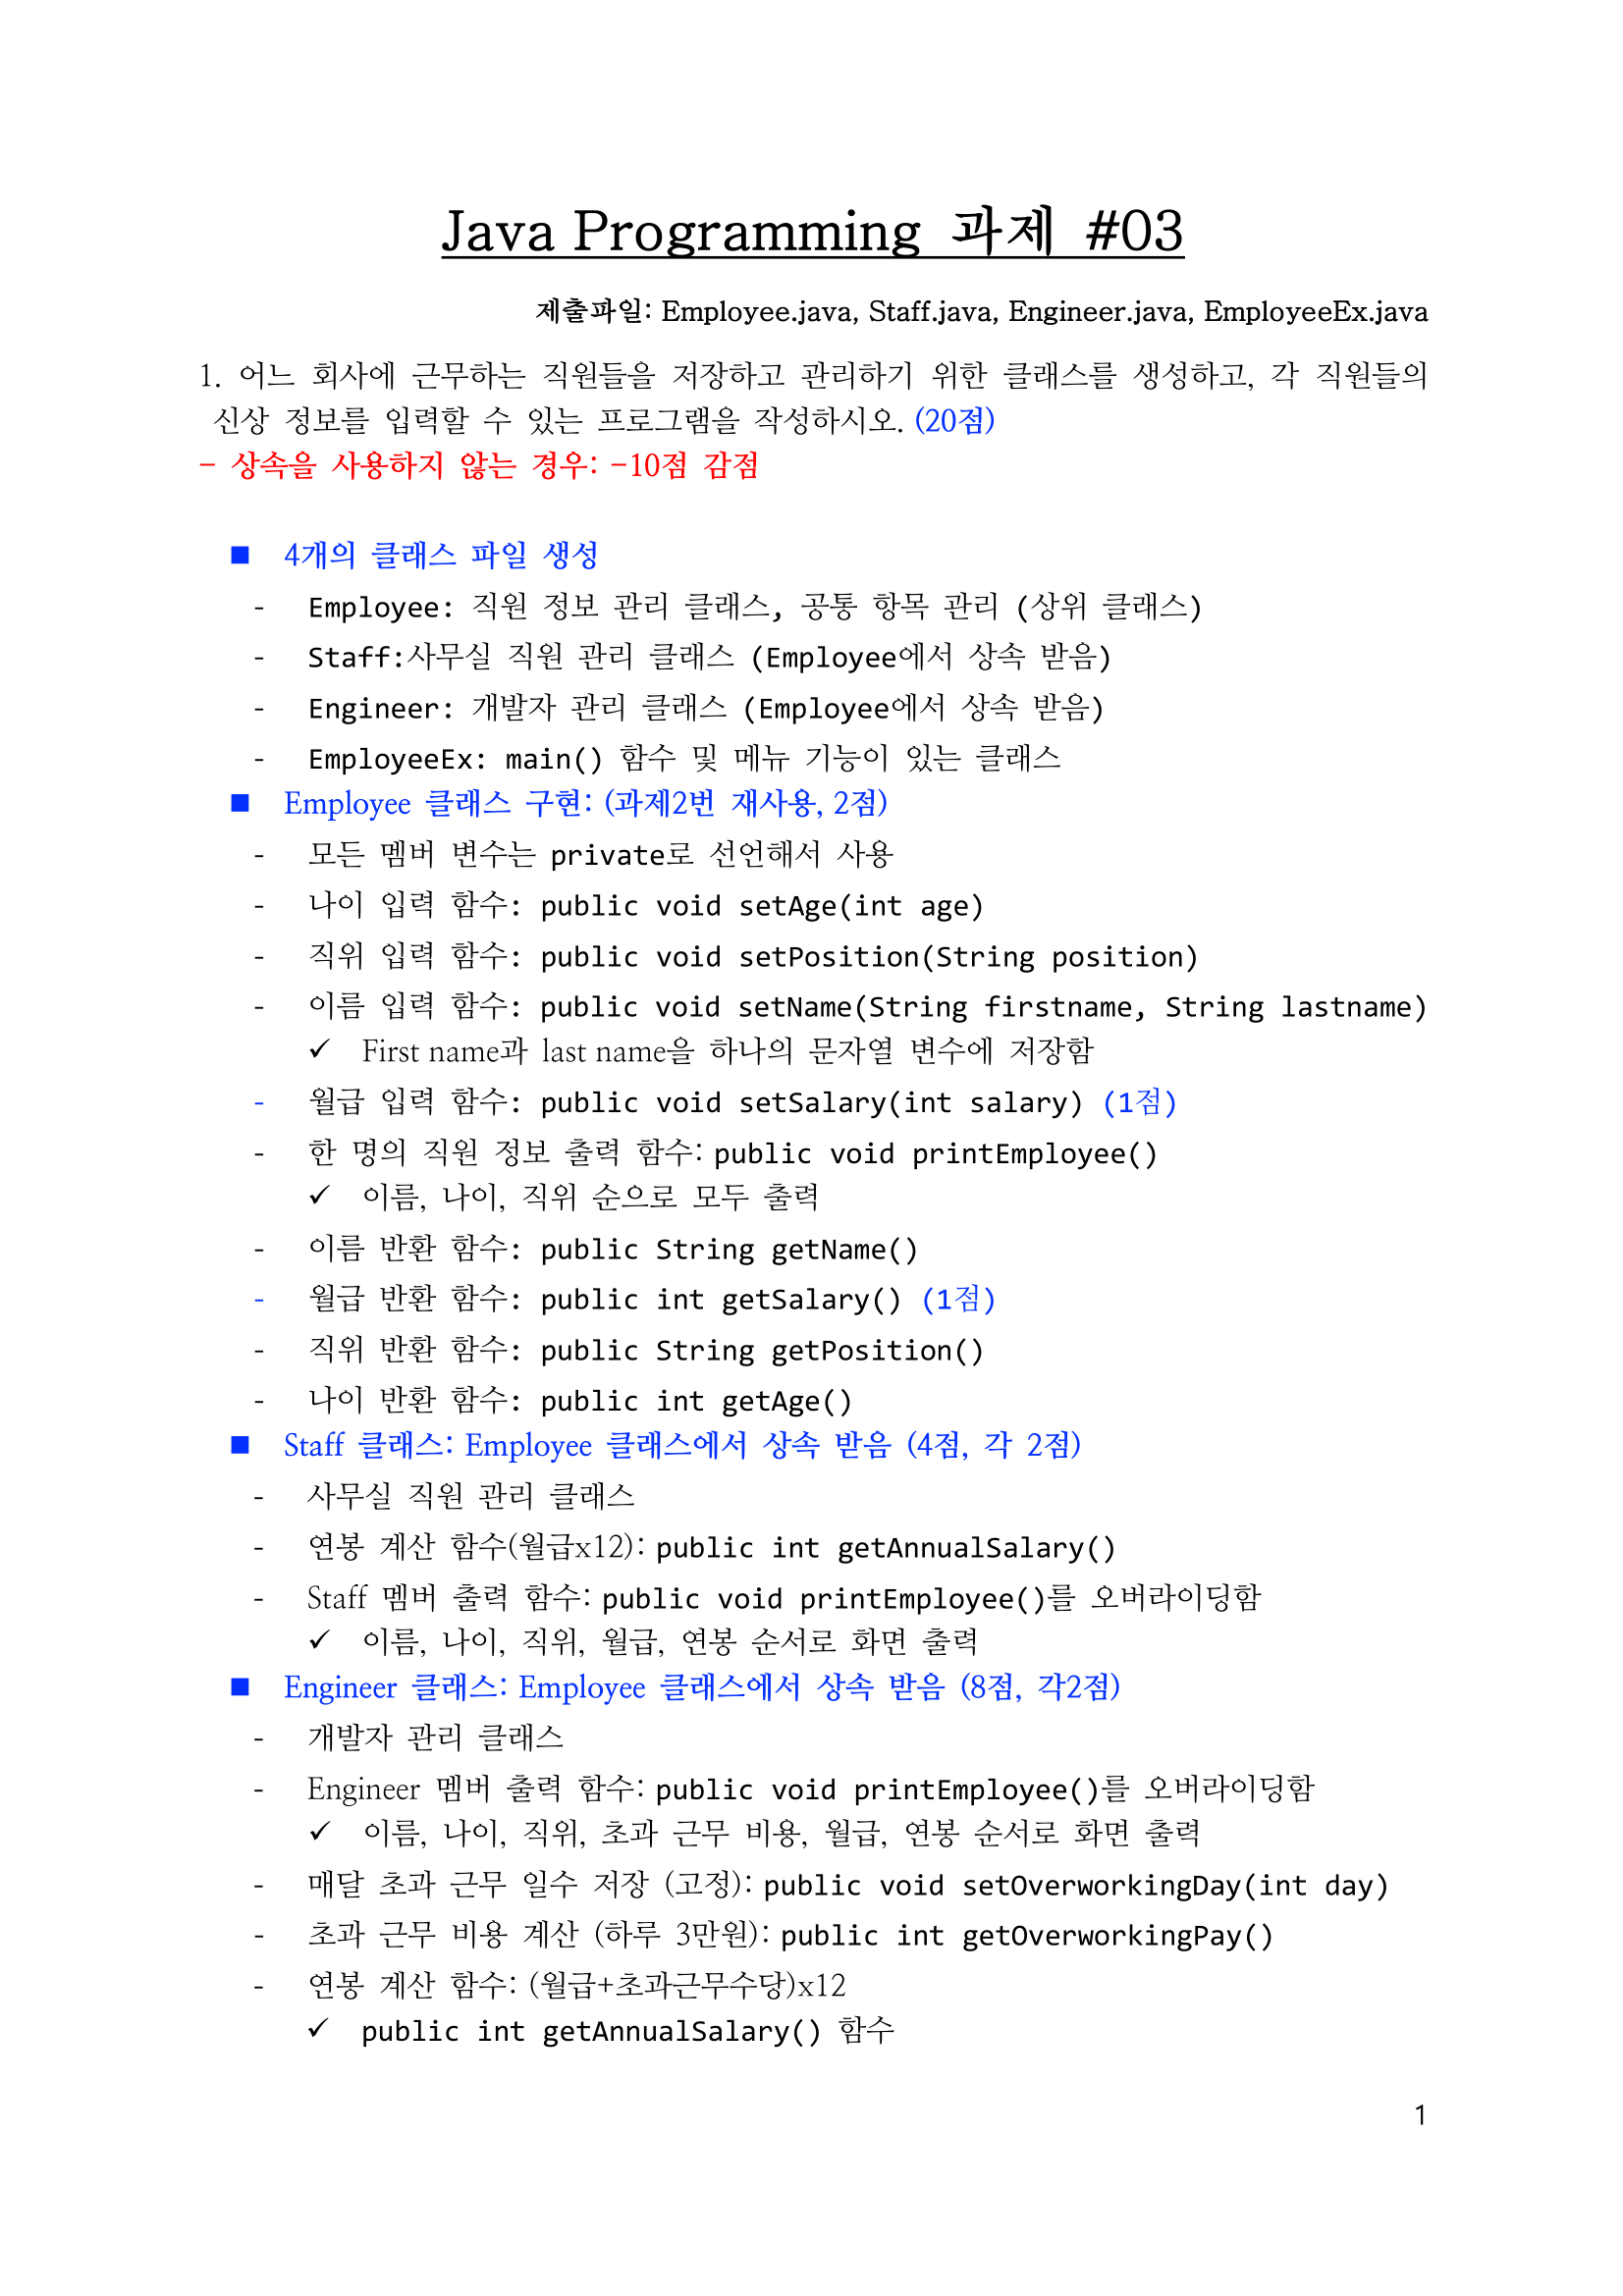 Java Programming 과제 #03
제출파일: Employee.java, Staff.java, Engineer.java, EmployeeEx.java
1. 어느 회사에 근무하는 직원들을 저장하고 관리하기 위한 클래스를 생성하고, 각 직원들의
신상 정보를 입력할 수 있는 프로그램을 작성하시오. (20점)
- 상속을 사용하지 않는 경우: -10점 감점
■ 4개의 클래스 파일 생성
- Employee: 직원 정보 관리 클래스, 공통 항목 관리 (상위 클래스)
- Staff:사무실 직원 관리 클래스 (Employee에서 상속 받음)
- Engineer: 개발자 관리 클래스 (Employee에서 상속 받음)
- EmployeeEx: main() 함수 및 메뉴 기능이 있는 클래스
■ Employee 클래스 구현: (과제2번 재사용, 2점)
- 모든 멤버 변수는 private로 선언해서 사용
- 나이 입력 함수: public void setAge(int age)
- 직위 입력 함수: public void setPosition(String position)
- 이름 입력 함수: public void setName(String firstname, String lastname)
✓ First name과 last name을 하나의 문자열 변수에 저장함
- 월급 입력 함수: public void setSalary(int salary) (1점)
- 한 명의 직원 정보 출력 함수: public void printEmployee()
✓ 이름, 나이, 직위 순으로 모두 출력
- 이름 반환 함수: public String getName()
- 월급 반환 함수: public int getSalary() (1점)
- 직위 반환 함수: public String getPosition()
- 나이 반환 함수: public int getAge()
■ Staff 클래스: Employee 클래스에서 상속 받음 (4점, 각 2점)
- 사무실 직원 관리 클래스
- 연봉 계산 함수(월급x12): public int getAnnualSalary()
- Staff 멤버 출력 함수: public void printEmployee()를 오버라이딩함
✓ 이름, 나이, 직위, 월급, 연봉 순서로 화면 출력
■ Engineer 클래스: Employee 클래스에서 상속 받음 (8점, 각2점)
- 개발자 관리 클래스
- Engineer 멤버 출력 함수: public void printEmployee()를 오버라이딩함
✓ 이름, 나이, 직위, 초과 근무 비용, 월급, 연봉 순서로 화면 출력
- 매달 초과 근무 일수 저장 (고정): public void setOverworkingDay(int day)
- 초과 근무 비용 계산 (하루 3만원): public int getOverworkingPay()
- 연봉 계산 함수: (월급+초과근무수당)x12
✓ public int getAnnualSalary() 함수
1